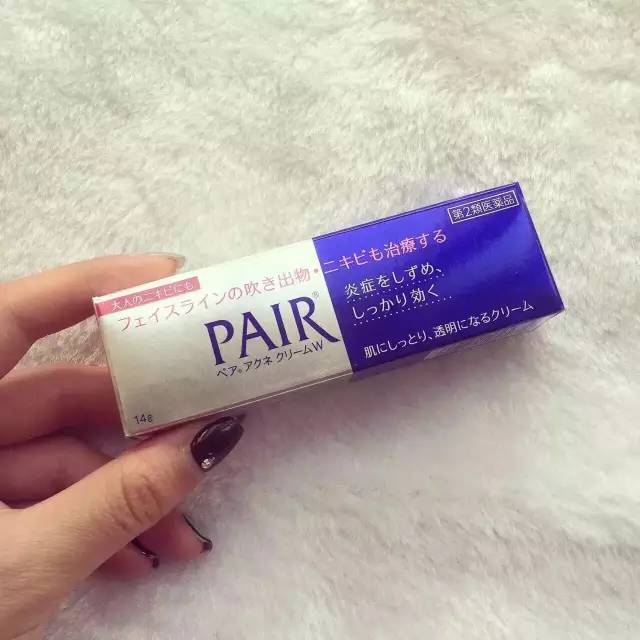 第2類医薬品
大人のニキビにも
フェイスラインの吹き出物・ニキビも治療する
PAIR®
ペア®アクネクリームW
炎症をしずめ、
しっかり効く
肌にしっとり、透明になるクリーム
14g